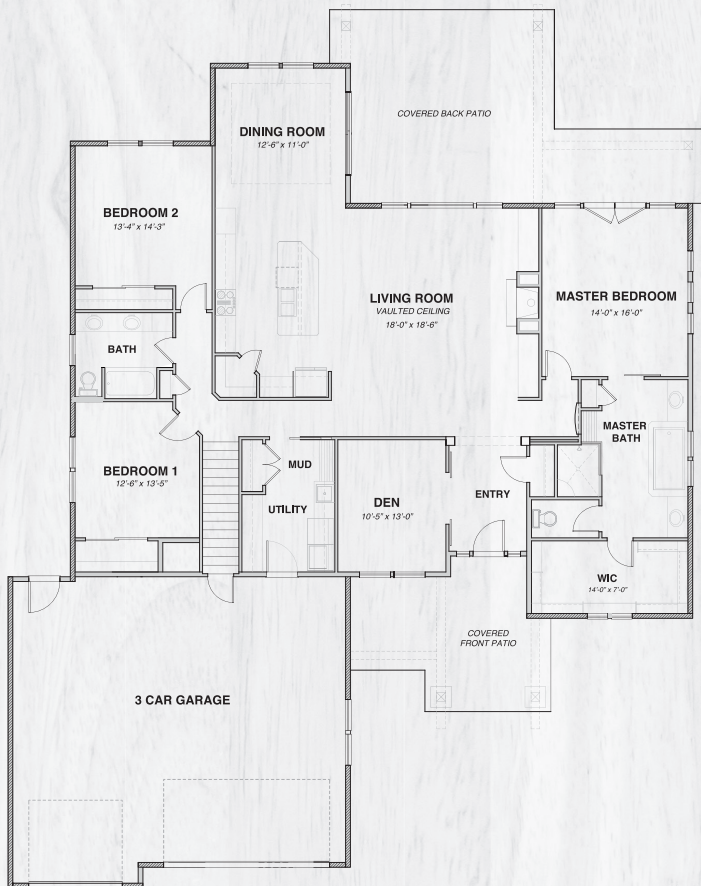 COVERED BACK PATIO
DINING ROOM
12'-6" x 11'-0"
BEDROOM 2
13'-4" x 14'-3"
LIVING ROOM
VAULTED CEILING
18'-0" x 18'-6"
MASTER BEDROOM
14'-0" x 16'-0"
BATH
MASTER
BATH
BEDROOM 1
12'-6" x 13'-5"
MUD
UTILITY
DEN
10'-5" x 13'-0"
ENTRY
WIC
14'-0" x 7'-0"
COVERED
FRONT PATIO
3 CAR GARAGE